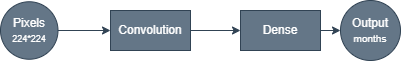 Pixels
224*224
Convolution
Dense
Output
months